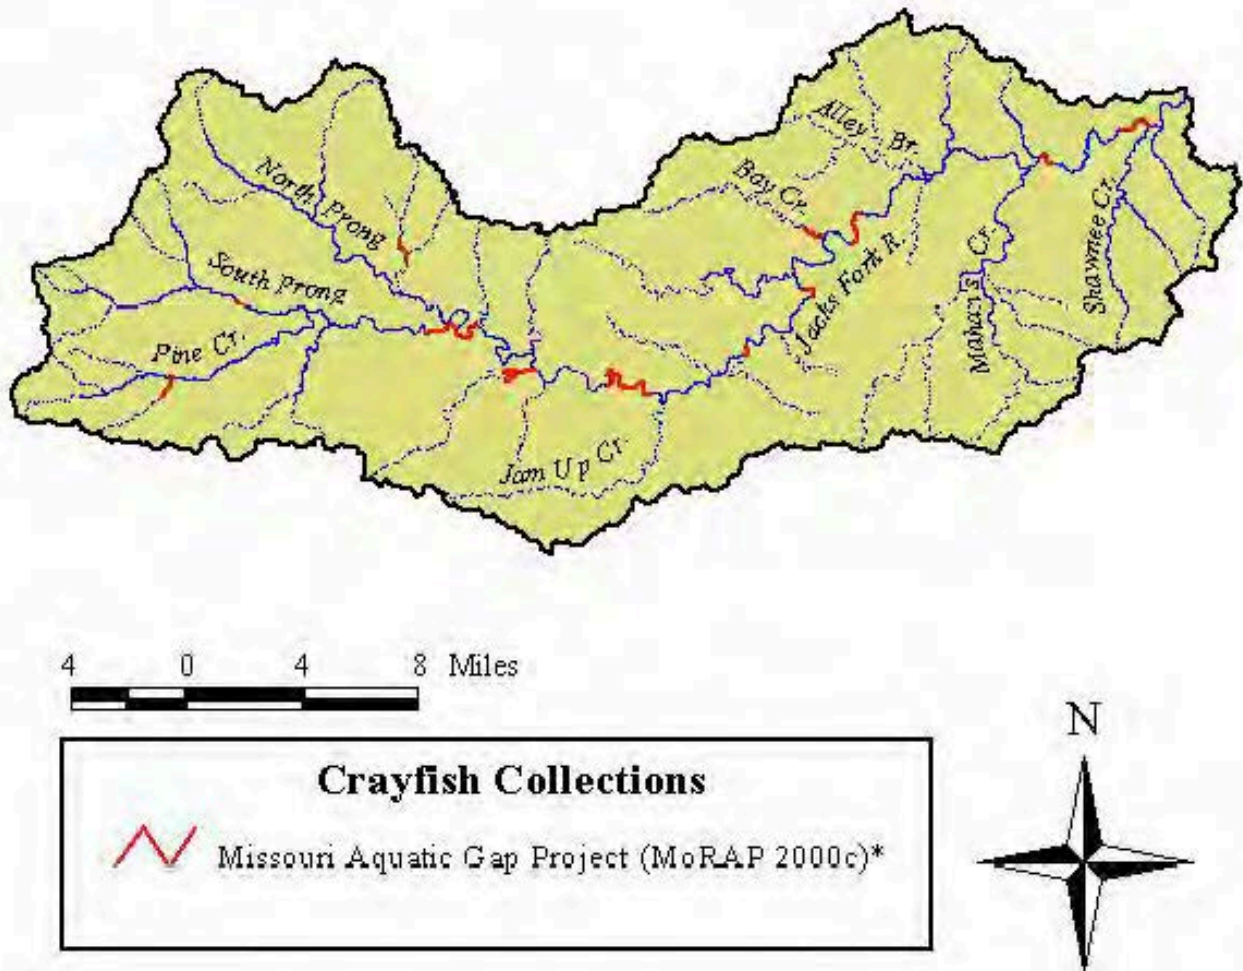 Alley Br.
North Prong
Bay Cr.
South Prong
Jacks Fork R.
Mahan's Cr.
Shawnee Cr.
Pine Cr.
Jam Up Cr.
4 0 4 8 Miles
N
Crayfish Collections
Missouri Aquatic Gap Project (MoRAP 2000c)*